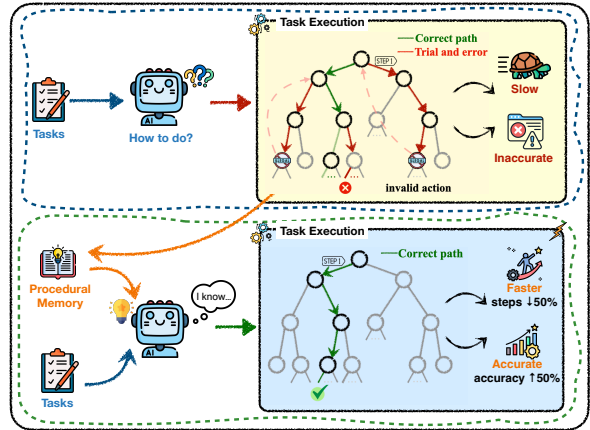 Task Execution
Correct path
Trial and error
STEP 1
Tasks
AI
How to do?
Slow
Inaccurate
invalid action
Task Execution
Correct path
STEP 1
Procedural
Memory
I know...
AI
Tasks
Faster
steps ↓50%
Accurate
accuracy ↑50%